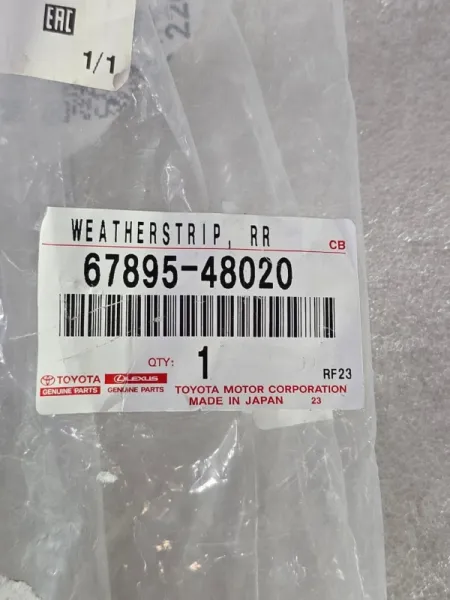 EAC
1/1
22
WEATHERSTRIP, RR
CB
67895-48020
QTY: 1
RF23
TOYOTA LEXUS
GENUINE PARTS GENUINE PARTS
TOYOTA MOTOR CORPORATION
MADE IN JAPAN 23